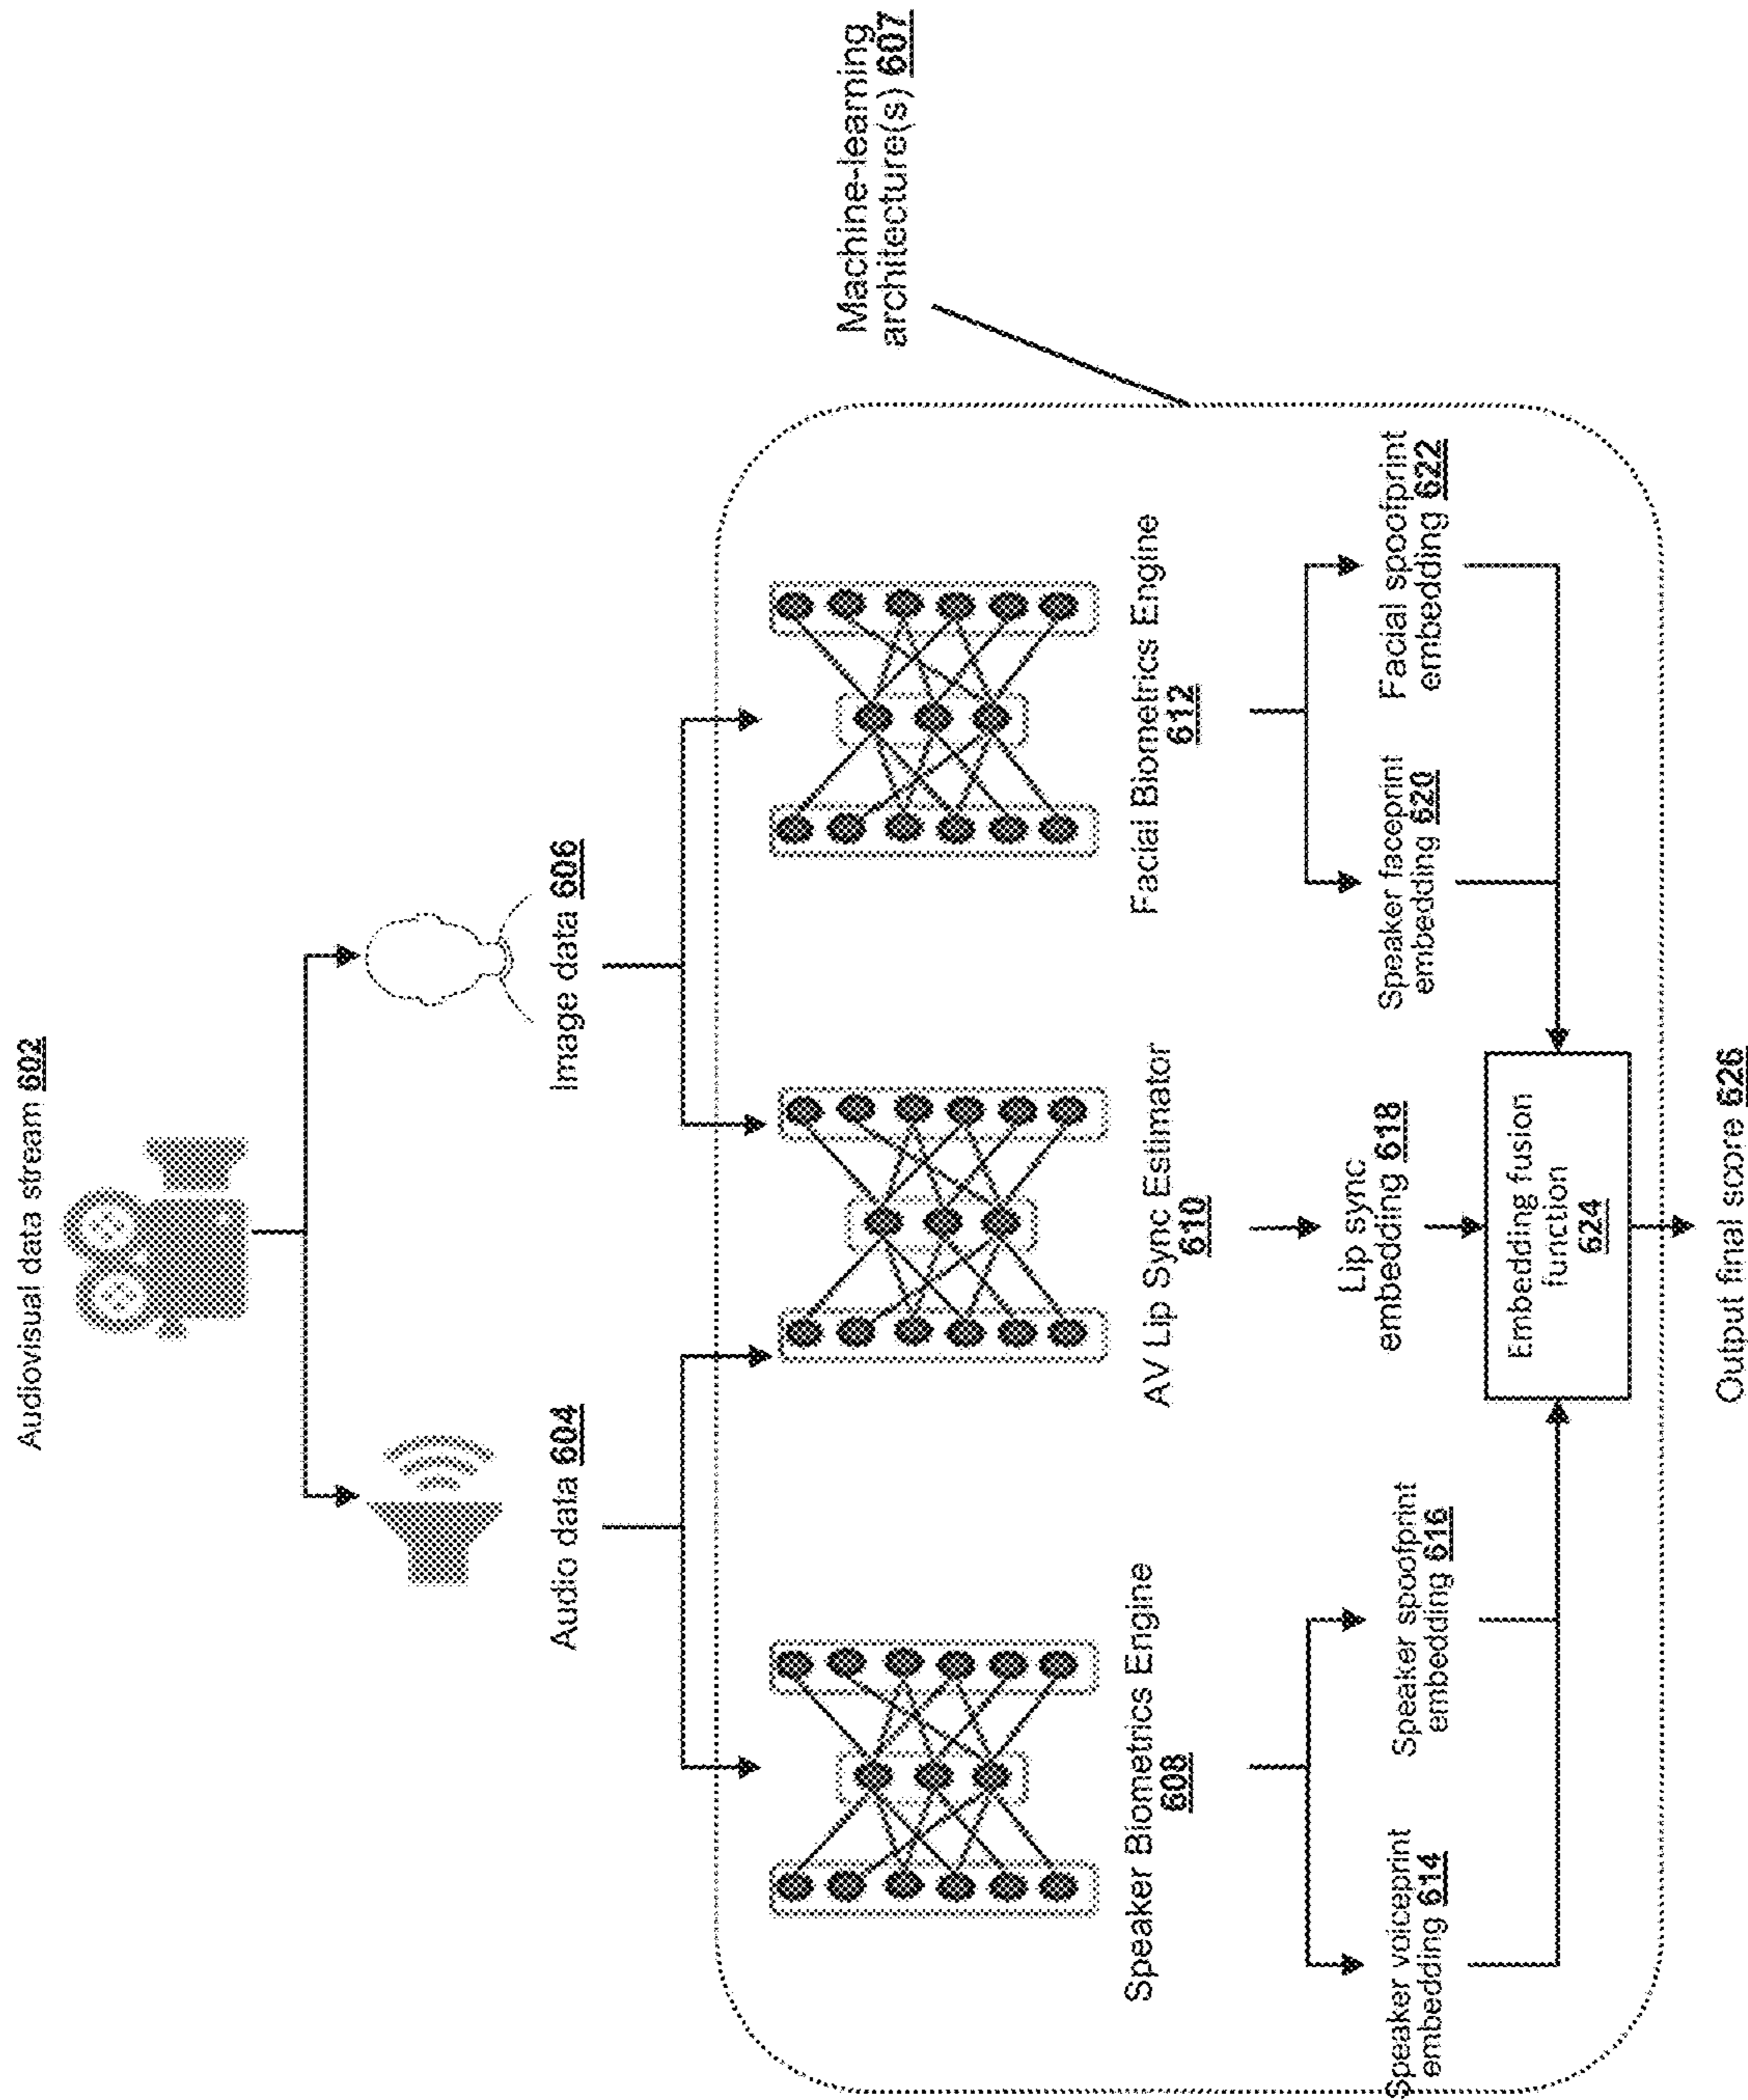 Audiovisual data stream 602
Audio data 604
Image data 606
Machine-learning
architecture(s) 607
Speaker Biometrics Engine
608
AV Lip Sync Estimator
610
Facial Biometrics Engine
612
Speaker voiceprint
embedding 614
Speaker spoofprint
embedding 616
Lip sync
embedding 618
Speaker faceprint
embedding 620
Facial spoofprint
embedding 622
Embedding fusion
function
624
Output final score 626